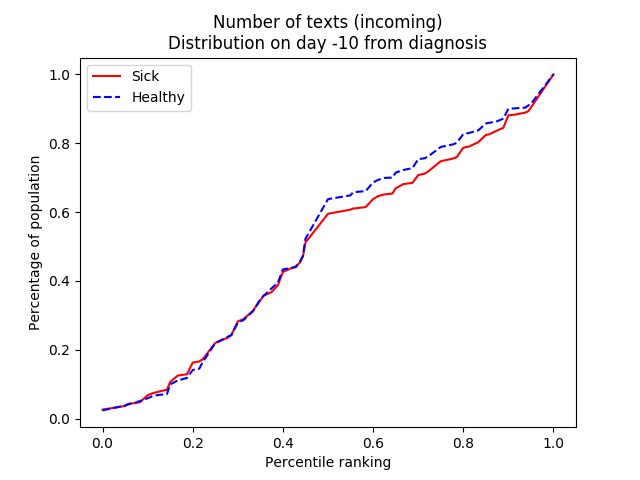 Number of texts (incoming)
Distribution on day -10 from diagnosis
Sick
Healthy
Percentage of population
1.0
0.8
0.6
0.4
0.2
0.0
0.0 0.2 0.4 0.6 0.8 1.0
Percentile ranking